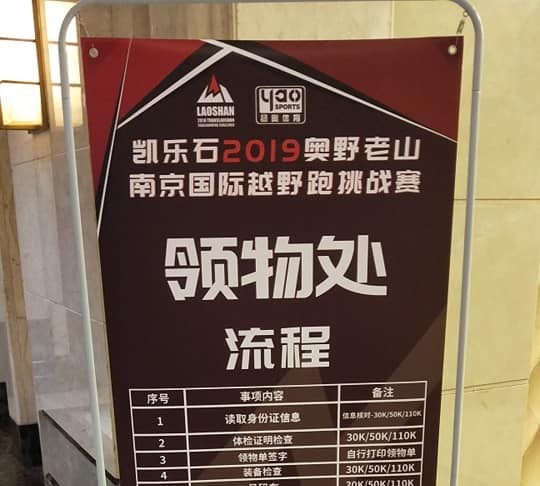 LAOSHAN
SPORTS
凯乐石2019奥野老山
南京国际越野跑挑战赛
领物处
流程
序号 事项内容 备注
1 读取身份证信息 信息核对-30K/50K/110K
2 体检证明检查 30K/50K/110K
3 领物单签字 自行打印领物单
4 装备检查 30K/50K/110K
30K/50K/110K